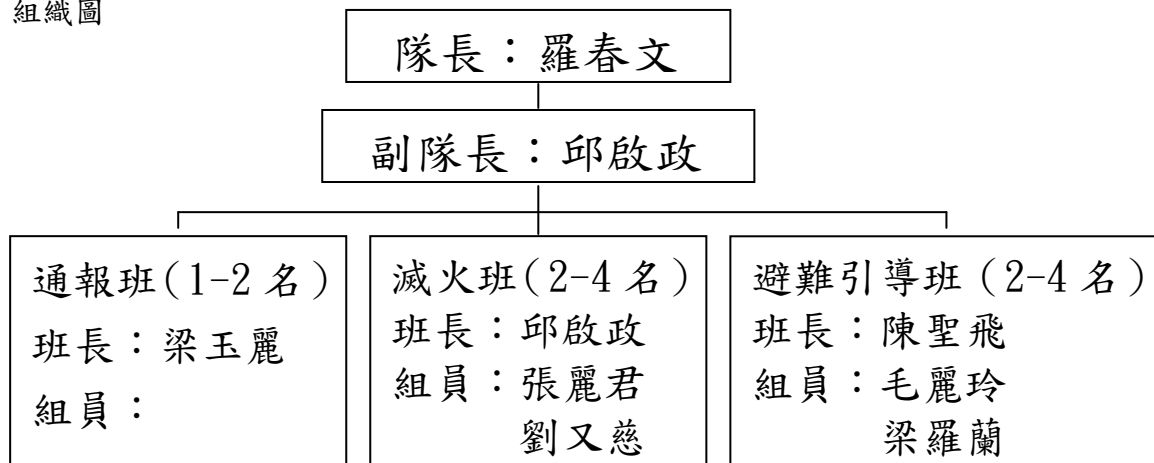 組織圖
隊長：羅春文
副隊長：邱啟政
通報班(1-2 名)
班長：梁玉麗
組員：
滅火班(2-4 名)
班長：邱啟政
組員：張麗君
劉又慈
避難引導班 (2-4 名)
班長：陳聖飛
組員：毛麗玲
梁羅蘭